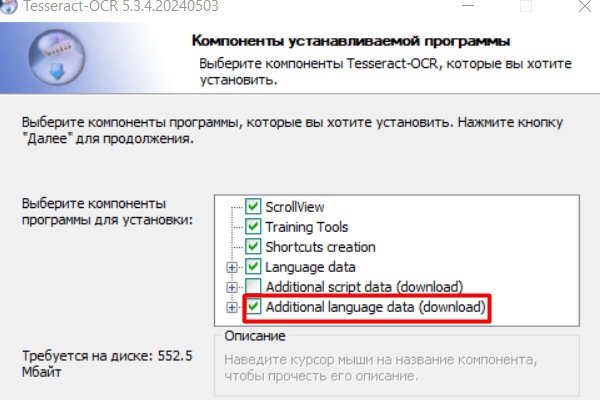 Tesseract-OCR 5.3.4.20240503
Компоненты устанавливаемой программы
Выберите компоненты Tesseract-OCR, которые вы хотите
установить.
Выберите компоненты программы, которые вы хотите установить. Нажмите кнопку
"Далее" для продолжения.
Выберите компоненты
программы для установки:
ScrollView
Training Tools
Shortcuts creation
Language data
Additional script data (download)
Additional language data (download)
Требуется на диске: 552.5
Мбайт
Описание
Наведите курсор мыши на название компонента,
чтобы прочесть его описание.